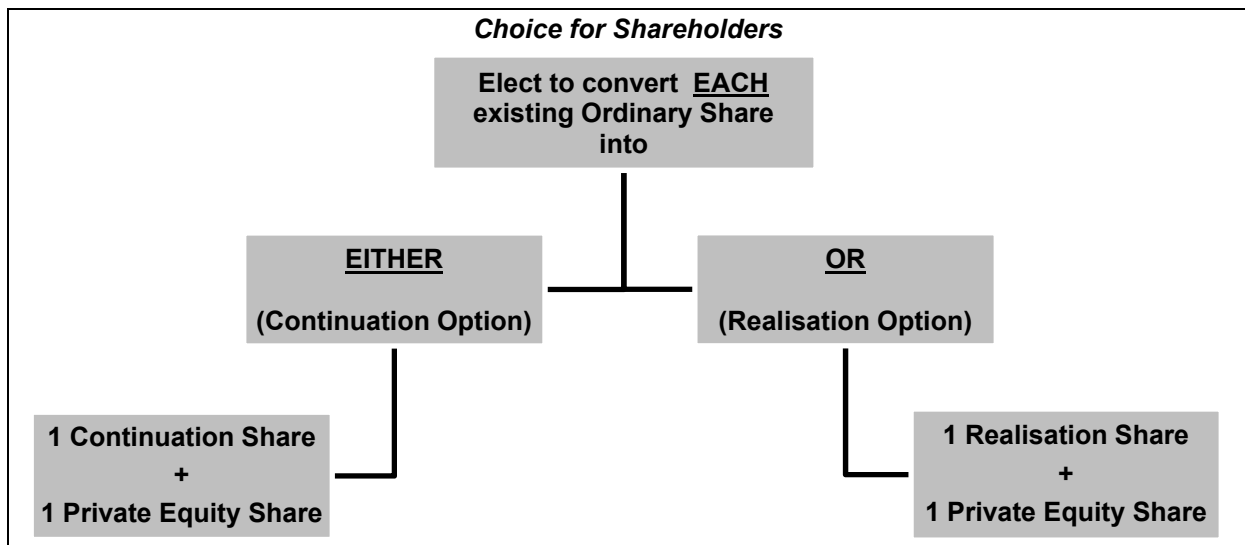 Choice for Shareholders
Elect to convert EACH
existing Ordinary Share
into
EITHER
(Continuation Option)
OR
(Realisation Option)
1 Continuation Share
+
1 Private Equity Share
1 Realisation Share
+
1 Private Equity Share